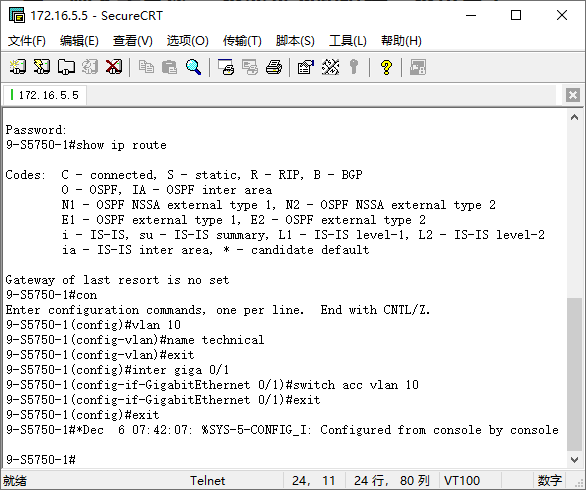 172.16.5.5 - SecureCRT
文件(F) 编辑(E) 查看(V) 选项(O) 传输(T) 脚本(S) 工具(L) 帮助(H)
172.16.5.5
Password:
9-S5750-1#show ip route
Codes:  C - connected, S - static, R - RIP, B - BGP
O - OSPF, IA - OSPF inter area
N1 - OSPF NSSA external type 1, N2 - OSPF NSSA external type 2
E1 - OSPF external type 1, E2 - OSPF external type 2
i - IS-IS, su - IS-IS summary, L1 - IS-IS level-1, L2 - IS-IS level-2
ia - IS-IS inter area, * - candidate default
Gateway of last resort is no set
9-S5750-1#con
Enter configuration commands, one per line.  End with CNTL/Z.
9-S5750-1(config)#vlan 10
9-S5750-1(config-vlan)#name technical
9-S5750-1(config-vlan)#exit
9-S5750-1(config)#inter giga 0/1
9-S5750-1(config-if-GigabitEthernet 0/1)#switch acc vlan 10
9-S5750-1(config-if-GigabitEthernet 0/1)#exit
9-S5750-1(config)#exit
9-S5750-1#*Dec  6 07:42:07: %SYS-5-CONFIG_I: Configured from console by console
9-S5750-1#
就绪 Telnet 24, 11 24 行, 80 列 VT100 数字